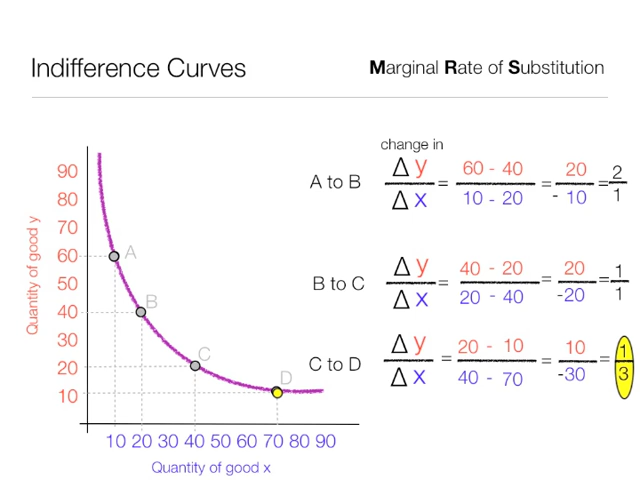 Indifference Curves
Marginal Rate of Substitution
change in
A to B Δ y / Δ x = 60 - 40 / 10 - 20 = 20 / - 10 = 2 / 1
B to C Δ y / Δ x = 40 - 20 / 20 - 40 = 20 / -20 = 1 / 1
C to D Δ y / Δ x = 20 - 10 / 40 - 70 = 10 / -30 = 1 / 3
Quantity of good y
90
80
70
60
50
40
30
20
10
A
B
C
D
10 20 30 40 50 60 70 80 90
Quantity of good x